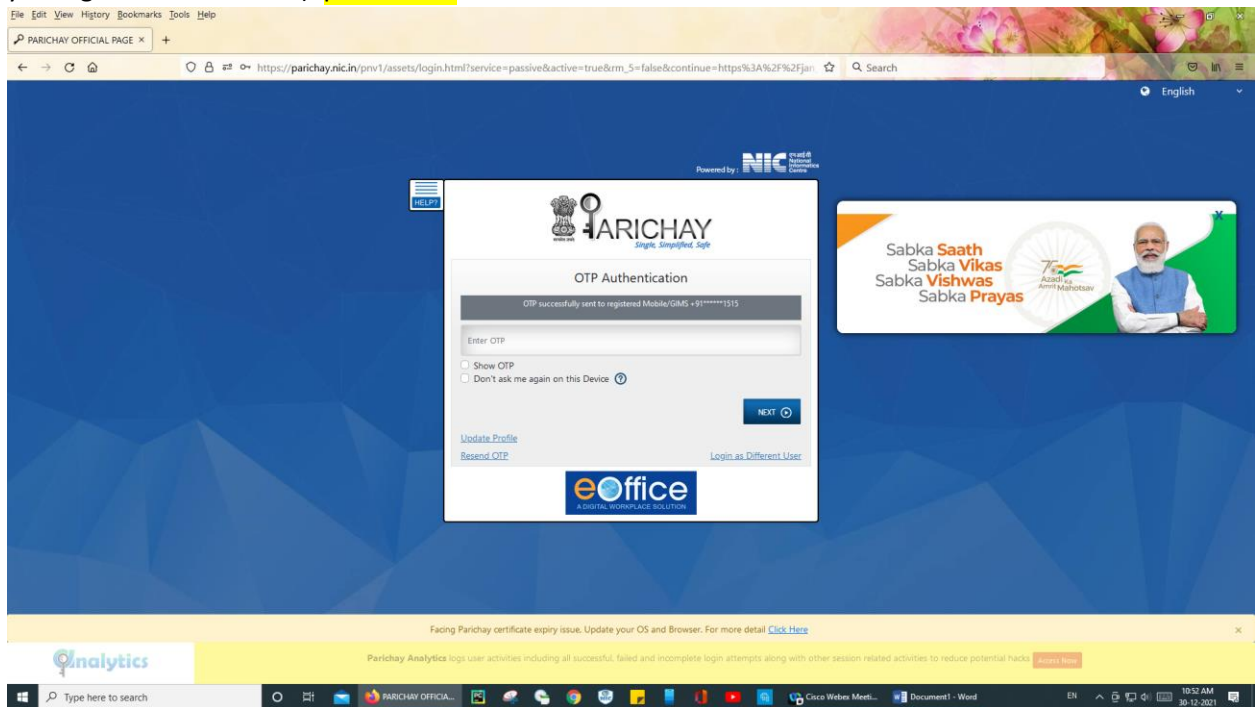 File Edit View History Bookmarks Tools Help
PARICHAY OFFICIAL PAGE × +
https://parichay.nic.in/pnv1/assets/login.html?service=passive&active=true&rm_5=false&continue=https%3A%2F%2Fjan
Search
English
Powered by : NIC एनआईसी National Informatics Centre
HELP?
PARICHAY
Single, Simplified, Safe
OTP Authentication
OTP successfully sent to registered Mobile/GIMS +91******1515
Enter OTP
Show OTP
Don't ask me again on this Device
NEXT
Update Profile
Resend OTP
Login as Different User
eOffice
A DIGITAL WORKPLACE SOLUTION
X
Sabka Saath
Sabka Vikas
Sabka Vishwas
Sabka Prayas
Azadi Ka
Amrit Mahotsav
Facing Parichay certificate expiry issue. Update your OS and Browser. For more detail Click Here ×
Analytics
Parichay Analytics logs user activities including all successful, failed and incomplete login attempts along with other session related activities to reduce potential hacks Access Now
Type here to search
PARICHAY OFFICIA...
Cisco Webex Meeti...
Document1 - Word
EN
10:52 AM
30-12-2021